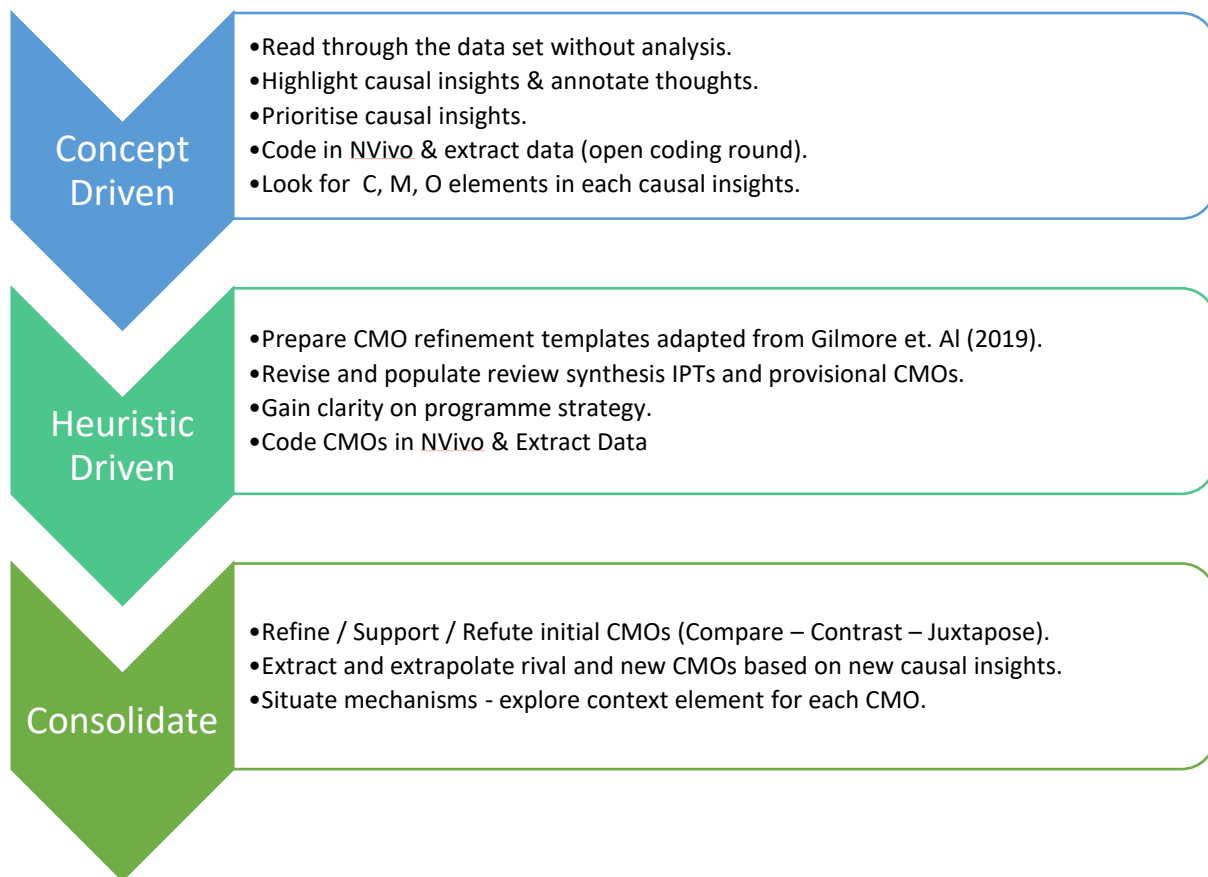 Concept
Driven
•Read through the data set without analysis.
•Highlight causal insights & annotate thoughts.
•Prioritise causal insights.
•Code in NVivo & extract data (open coding round).
•Look for  C, M, O elements in each causal insights.
Heuristic
Driven
•Prepare CMO refinement templates adapted from Gilmore et. Al (2019).
•Revise and populate review synthesis IPTs and provisional CMOs.
•Gain clarity on programme strategy.
•Code CMOs in NVivo & Extract Data
Consolidate
•Refine / Support / Refute initial CMOs (Compare – Contrast – Juxtapose).
•Extract and extrapolate rival and new CMOs based on new causal insights.
•Situate mechanisms - explore context element for each CMO.